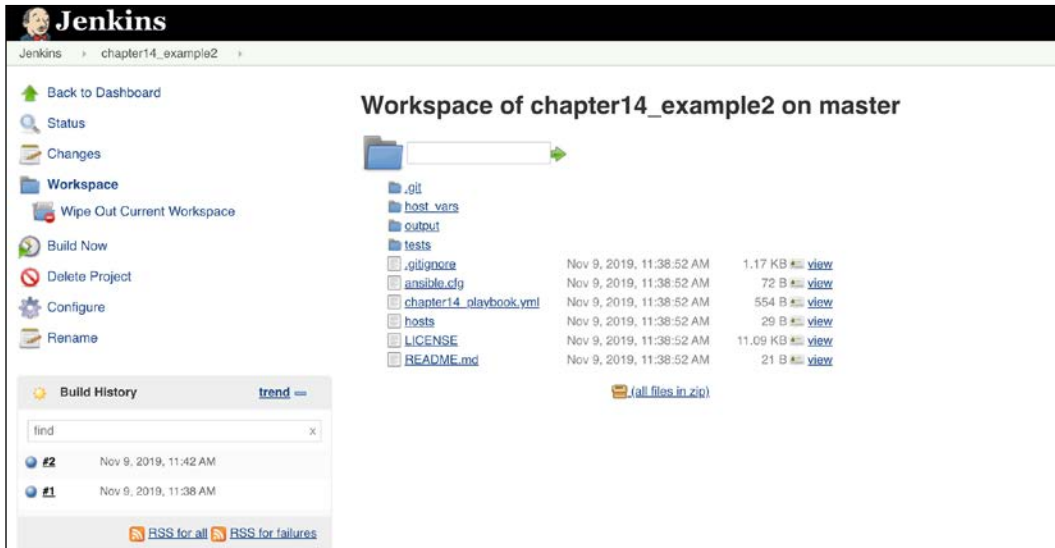 Jenkins
Jenkins chapter14_example2
Back to Dashboard
Status
Changes
Workspace
Wipe Out Current Workspace
Build Now
Delete Project
Configure
Rename
Build History trend
find x
#2 Nov 9, 2019, 11:42 AM
#1 Nov 9, 2019, 11:38 AM
RSS for all RSS for failures
Workspace of chapter14_example2 on master
.git
host_vars
output
tests
.gitignore Nov 9, 2019, 11:38:52 AM 1.17 KB view
ansible.cfg Nov 9, 2019, 11:38:52 AM 72 B view
chapter14_playbook.yml Nov 9, 2019, 11:38:52 AM 554 B view
hosts Nov 9, 2019, 11:38:52 AM 29 B view
LICENSE Nov 9, 2019, 11:38:52 AM 11.09 KB view
README.md Nov 9, 2019, 11:38:52 AM 21 B view
(all files in zip)